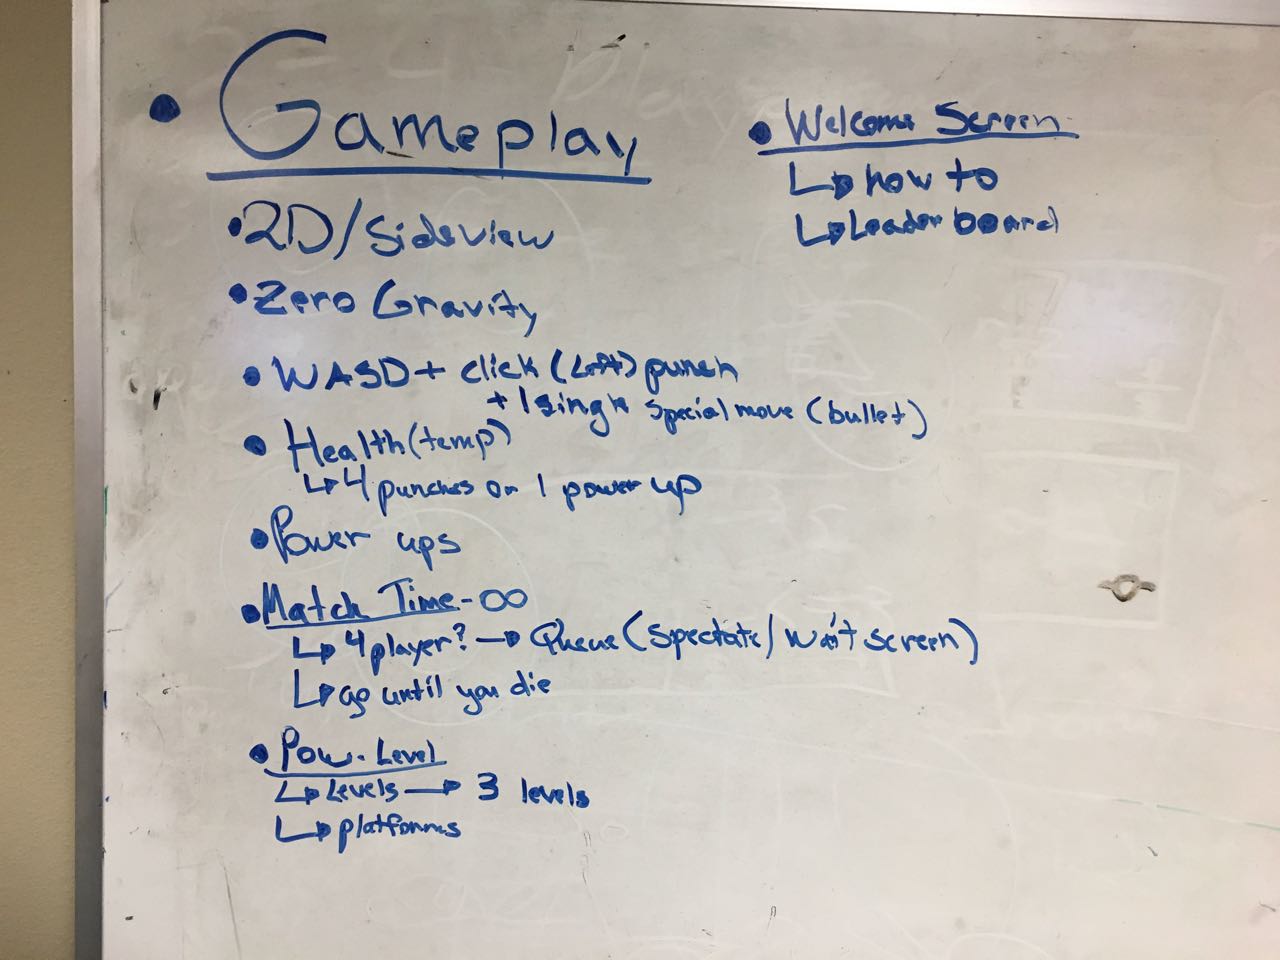 • Gameplay
• 2D/Sideview
• Zero Gravity
• WASD + click (Left) punch
+ 1 single special move (bullet)
• Health (temp)
↳ 4 punches or 1 power up
• Power ups
• Match Time - ∞
↳ 4 player? → Queue (Spectate/Wait screen)
↳ go until you die
• Pow. Level
↳ Levels → 3 levels
↳ platforms
• Welcome Screen
↳ how to
↳ Leader board